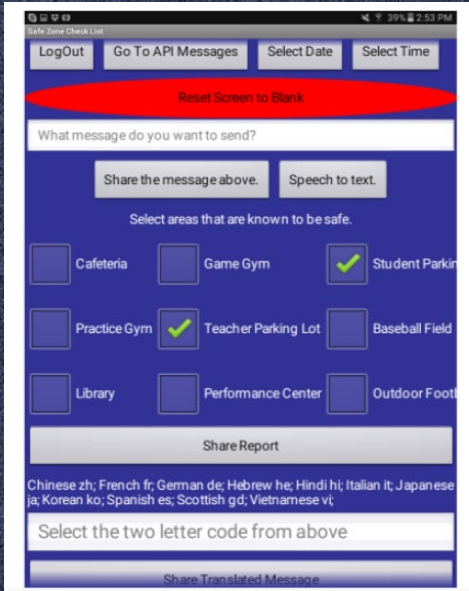 39% 2:53 PM
Safe Zone Check List
LogOut Go To API Messages Select Date Select Time
Reset Screen to Blank
What message do you want to send?
Share the message above. Speech to text.
Select areas that are known to be safe.
Cafeteria Game Gym Student Parkin
Practice Gym Teacher Parking Lot Baseball Field
Library Performance Center Outdoor Foot
Share Report
Chinese zh; French fr; German de; Hebrew he; Hindi hi; Italian it; Japanese
ja; Korean ko; Spanish es; Scottish gd; Vietnamese vi;
Select the two letter code from above
Share Translated Message